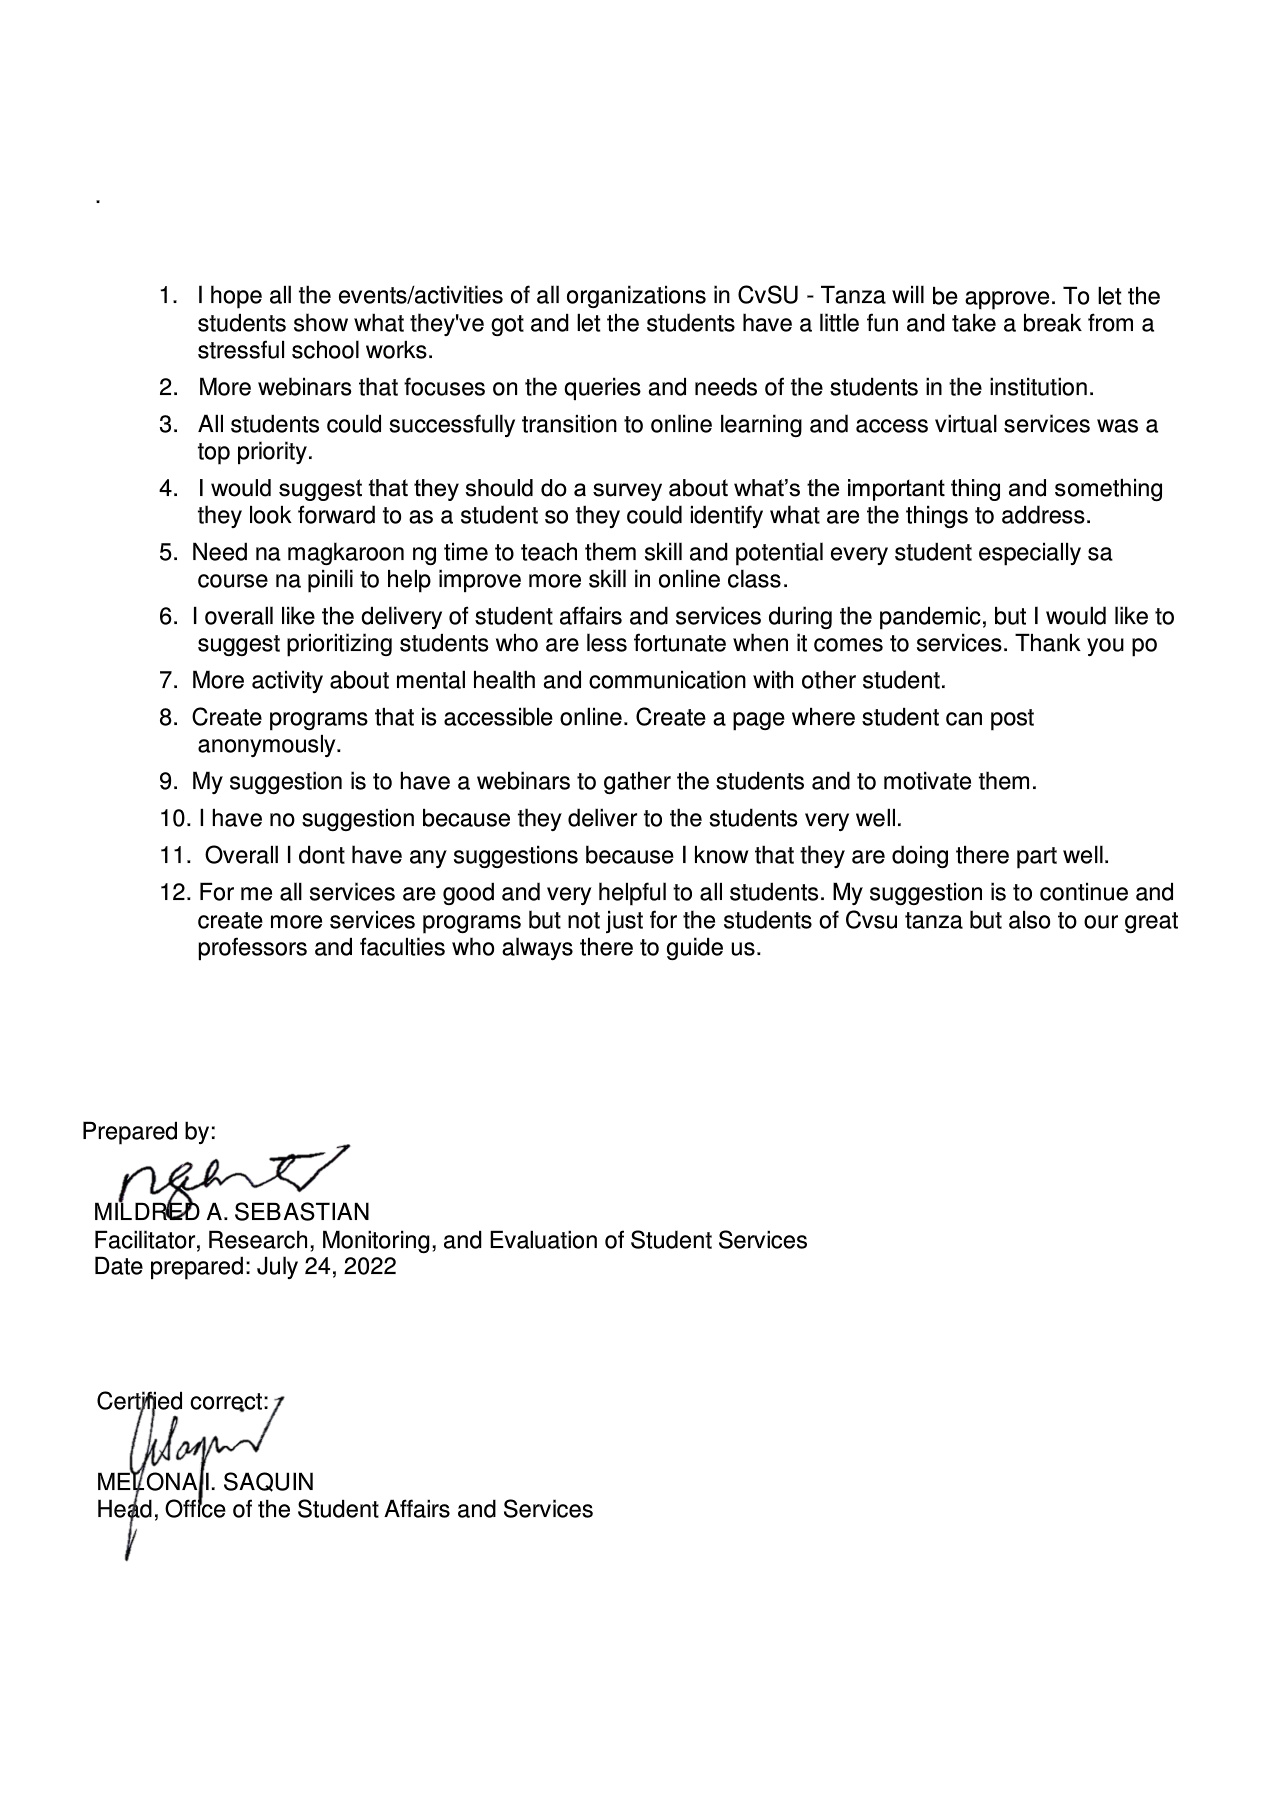 .
1. I hope all the events/activities of all organizations in CvSU - Tanza will be approve. To let the
students show what they've got and let the students have a little fun and take a break from a
stressful school works.
2. More webinars that focuses on the queries and needs of the students in the institution.
3. All students could successfully transition to online learning and access virtual services was a
top priority.
4. I would suggest that they should do a survey about what’s the important thing and something
they look forward to as a student so they could identify what are the things to address.
5. Need na magkaroon ng time to teach them skill and potential every student especially sa
course na pinili to help improve more skill in online class.
6. I overall like the delivery of student affairs and services during the pandemic, but I would like to
suggest prioritizing students who are less fortunate when it comes to services. Thank you po
7. More activity about mental health and communication with other student.
8. Create programs that is accessible online. Create a page where student can post
anonymously.
9. My suggestion is to have a webinars to gather the students and to motivate them.
10. I have no suggestion because they deliver to the students very well.
11. Overall I dont have any suggestions because I know that they are doing there part well.
12. For me all services are good and very helpful to all students. My suggestion is to continue and
create more services programs but not just for the students of Cvsu tanza but also to our great
professors and faculties who always there to guide us.
Prepared by:
MILDRED A. SEBASTIAN
Facilitator, Research, Monitoring, and Evaluation of Student Services
Date prepared: July 24, 2022
Certified correct:
MELONA I. SAQUIN
Head, Office of the Student Affairs and Services